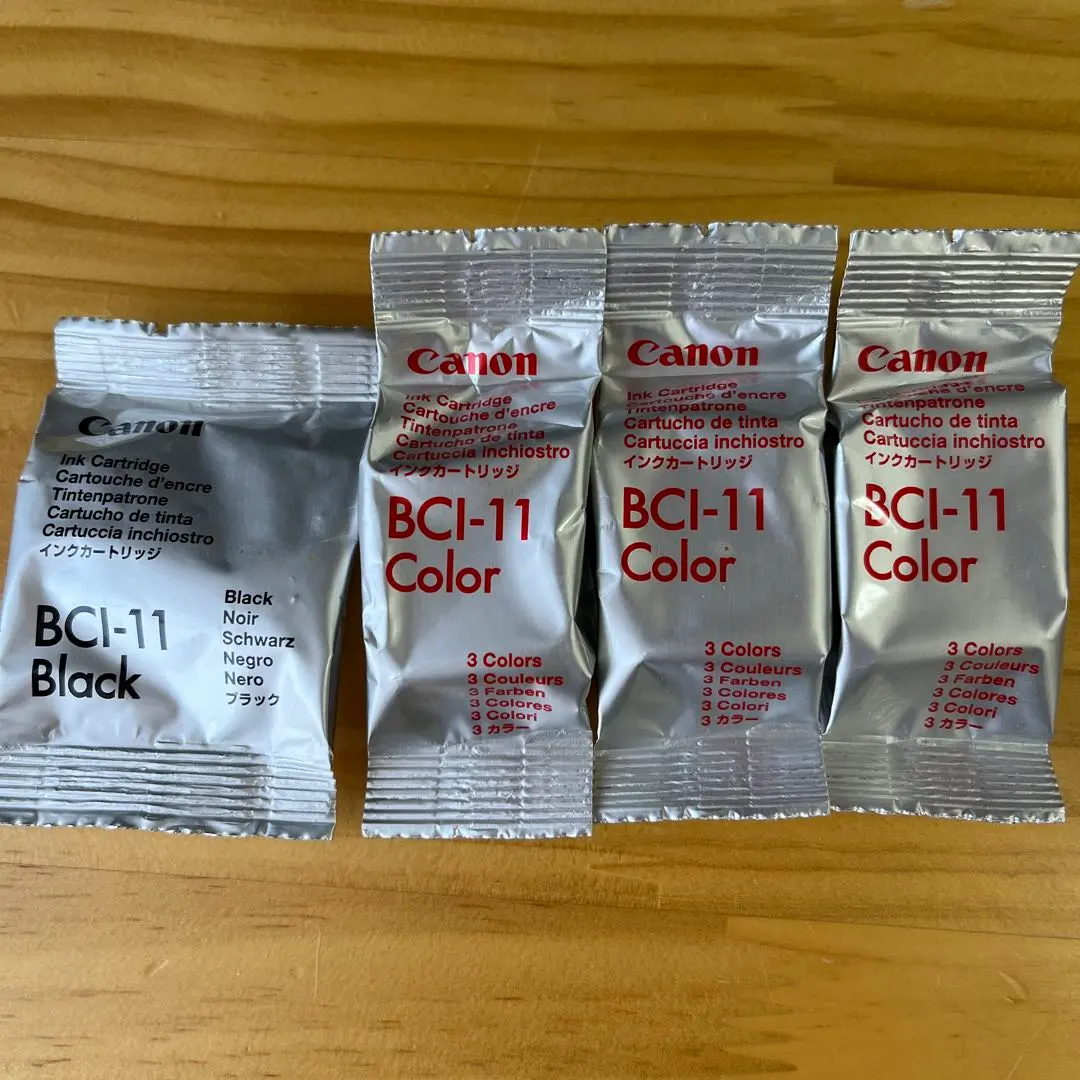 Canon
Ink Cartridge
Cartouche d'encre
Tintenpatrone
Cartucho de tinta
Cartuccia inchiostro
インクカートリッジ
BCI-11
Black
Black
Noir
Schwarz
Negro
Nero
ブラック
Canon
Ink Cartridge
Cartouche d'encre
Tintenpatrone
Cartucho de tinta
Cartuccia inchiostro
インクカートリッジ
BCI-11
Color
3 Colors
3 Couleurs
3 Farben
3 Colores
3 Colori
3 カラー
Canon
Ink Cartridge
Cartouche d'encre
Tintenpatrone
Cartucho de tinta
Cartuccia inchiostro
インクカートリッジ
BCI-11
Color
3 Colors
3 Couleurs
3 Farben
3 Colores
3 Colori
3 カラー
Canon
Cartouche d'encre
Tintenpatrone
Cartucho de tinta
Cartuccia inchiostro
インクカートリッジ
BCI-11
Color
3 Colors
3 Couleurs
3 Farben
3 Colores
3 Colori
3 カラー